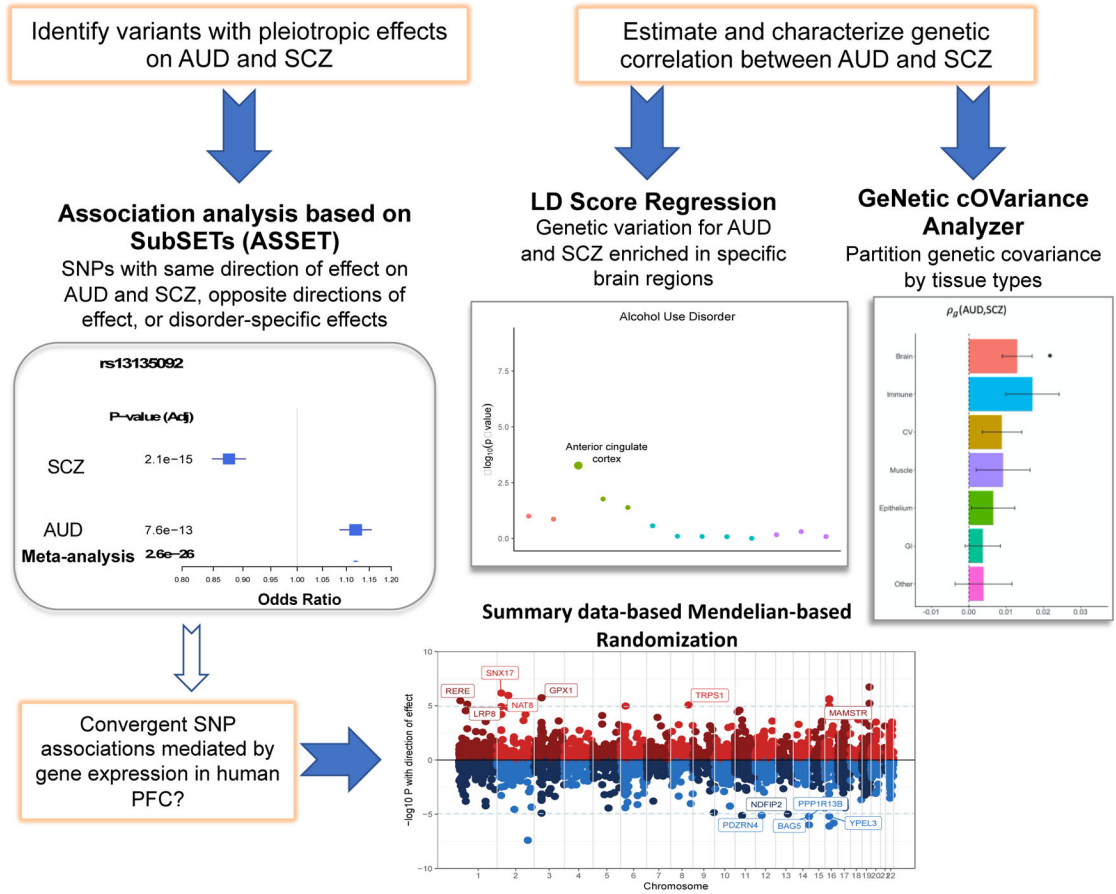 Identify variants with pleiotropic effects
on AUD and SCZ
Estimate and characterize genetic
correlation between AUD and SCZ
Association analysis based on
SubSETs (ASSET)
SNPs with same direction of effect on
AUD and SCZ, opposite directions of
effect, or disorder-specific effects
rs13135092
P-value (Adj)
SCZ
2.1e-15
AUD
7.6e-13
Meta-analysis
2.6e-26
0.80 0.85 0.90 1.00 1.10 1.15 1.20
Odds Ratio
LD Score Regression
Genetic variation for AUD
and SCZ enriched in specific
brain regions
Alcohol Use Disorder
7.5
5.0
2.5
0.0
□log10(p□value)
Anterior cingulate
cortex
GeNetic cOVariance
Analyzer
Partition genetic covariance
by tissue types
ρg(AUD,SCZ)
Brain
*
Immune
CV
Muscle
Epithelium
GI
Other
-0.01 0.00 0.01 0.02 0.03
Convergent SNP
associations mediated by
gene expression in human
PFC?
Summary data-based Mendelian-based
Randomization
10
5
0
−5
−10
−log10 P with direction of effect
RERE
SNX17
LRP8
NAT8
GPX1
TRPS1
MAMSTR
NDFIP2
PPP1R13B
PDZRN4
BAG5
YPEL3
1 2 3 4 5 6 7 8 9 10 11 12 13 14 15 16 17 18 19 20 21 22
Chromosome